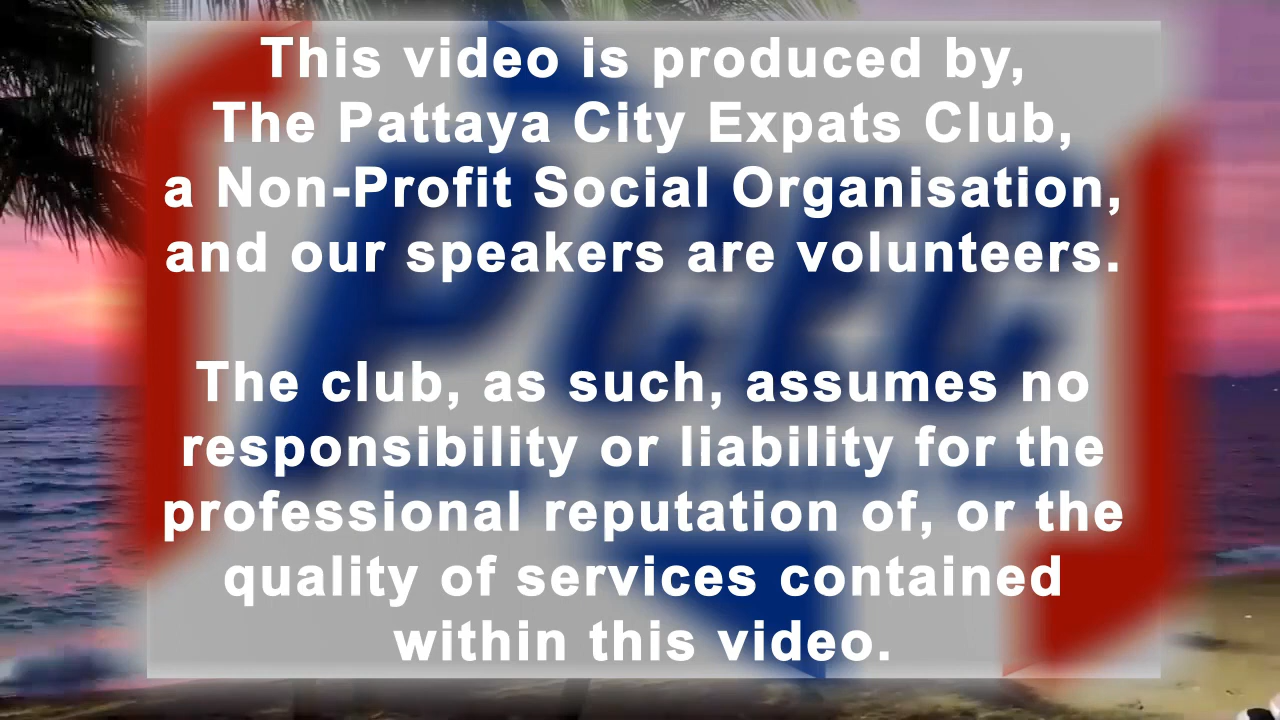 This video is produced by,
The Pattaya City Expats Club,
a Non-Profit Social Organisation,
and our speakers are volunteers.
The club, as such, assumes no
responsibility or liability for the
professional reputation of, or the
quality of services contained
within this video.